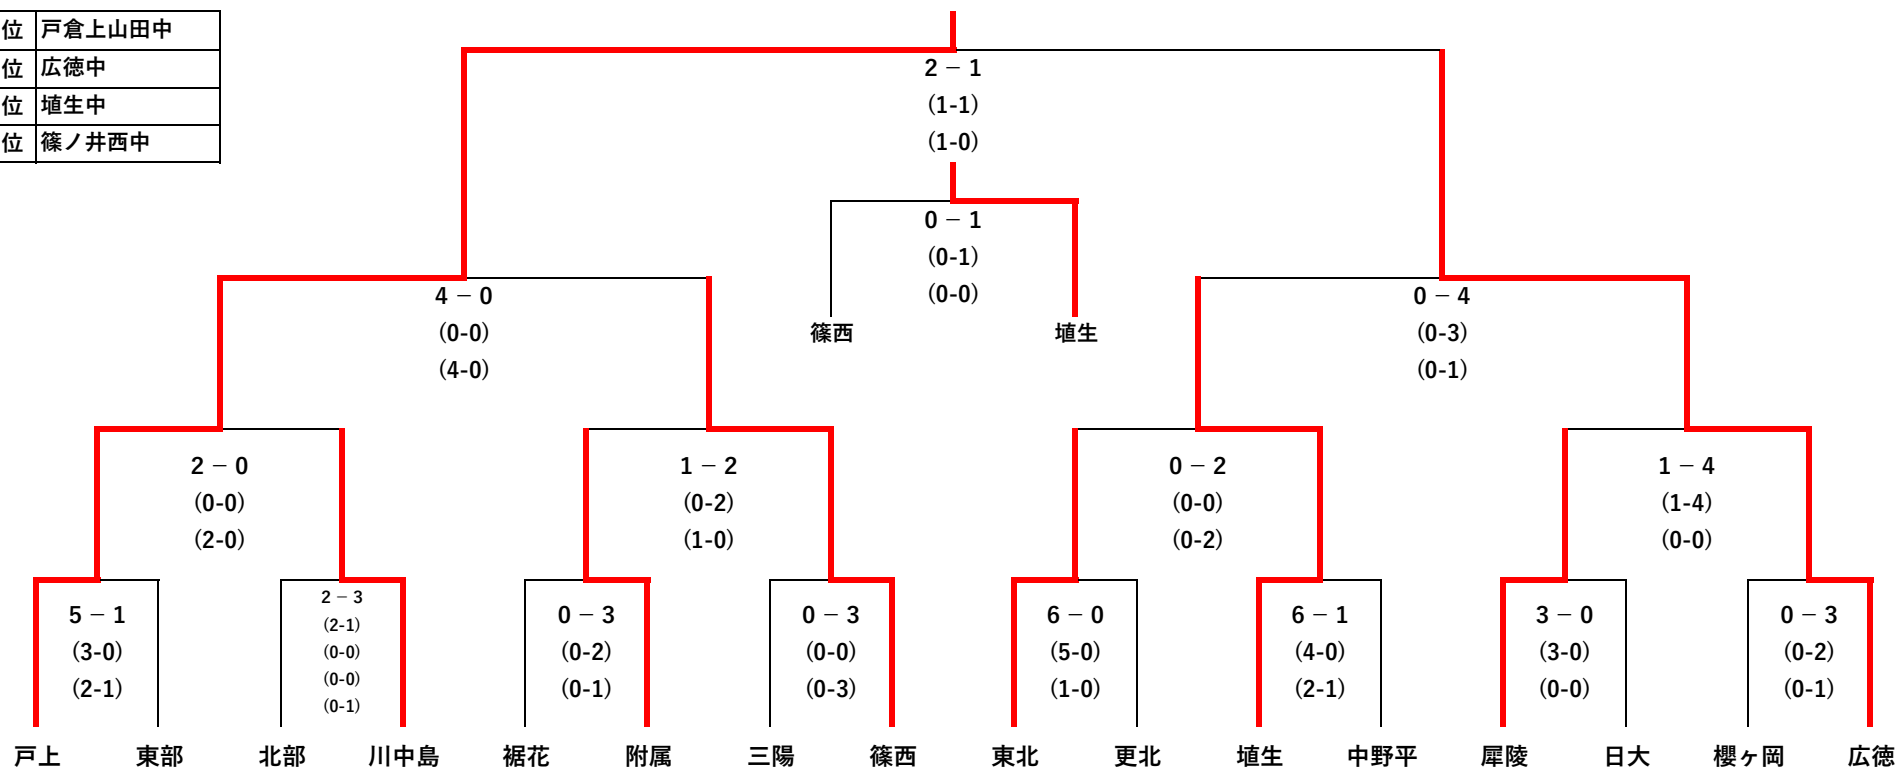 位 戸倉上山田中
位 広徳中
位 埴生中
位 篠ノ井西中
2 – 1
(1-1)
(1-0)
0 – 1
(0-1)
(0-0)
篠西 埴生
4 – 0
(0-0)
(4-0)
0 – 4
(0-3)
(0-1)
2 – 0
(0-0)
(2-0)
1 – 2
(0-2)
(1-0)
0 – 2
(0-0)
(0-2)
1 – 4
(1-4)
(0-0)
5 – 1
(3-0)
(2-1)
2 – 3
(2-1)
(0-0)
(0-0)
(0-1)
0 – 3
(0-2)
(0-1)
0 – 3
(0-0)
(0-3)
6 – 0
(5-0)
(1-0)
6 – 1
(4-0)
(2-1)
3 – 0
(3-0)
(0-0)
0 – 3
(0-2)
(0-1)
戸上 東部 北部 川中島 裾花 附属 三陽 篠西 東北 更北 埴生 中野平 犀陵 日大 櫻ヶ岡 広徳